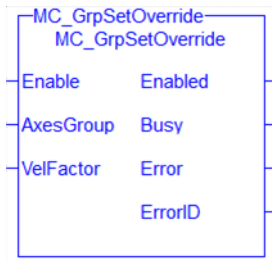 MC_GrpSetOverride
MC_GrpSetOverride
Enable Enabled
AxesGroup Busy
VelFactor Error
ErrorID